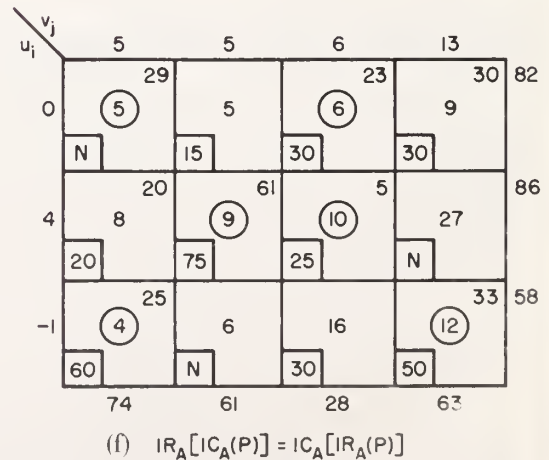 v_j
u_i 5 5 6 13
29 23 30 82
0 5 5 6 9
N 15 30 30
20 61 5 86
4 8 9 10 27
20 75 25 N
25 33 58
-1 4 6 16 12
60 N 30 50
74 61 28 63
(f) IR_A[IC_A(P)] = IC_A[IR_A(P)]